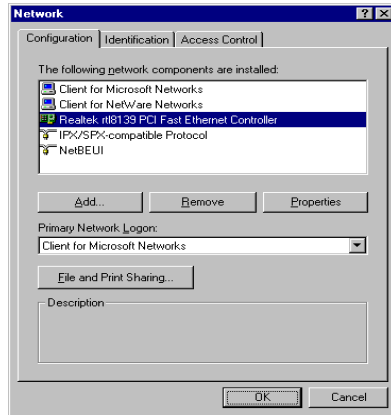 Network
Configuration Identification Access Control
The following network components are installed:
Client for Microsoft Networks
Client for NetWare Networks
Realtek rtl8139 PCI Fast Ethernet Controller
IPX/SPX-compatible Protocol
NetBEUI
Add... Remove Properties
Primary Network Logon:
Client for Microsoft Networks
File and Print Sharing...
Description
OK Cancel